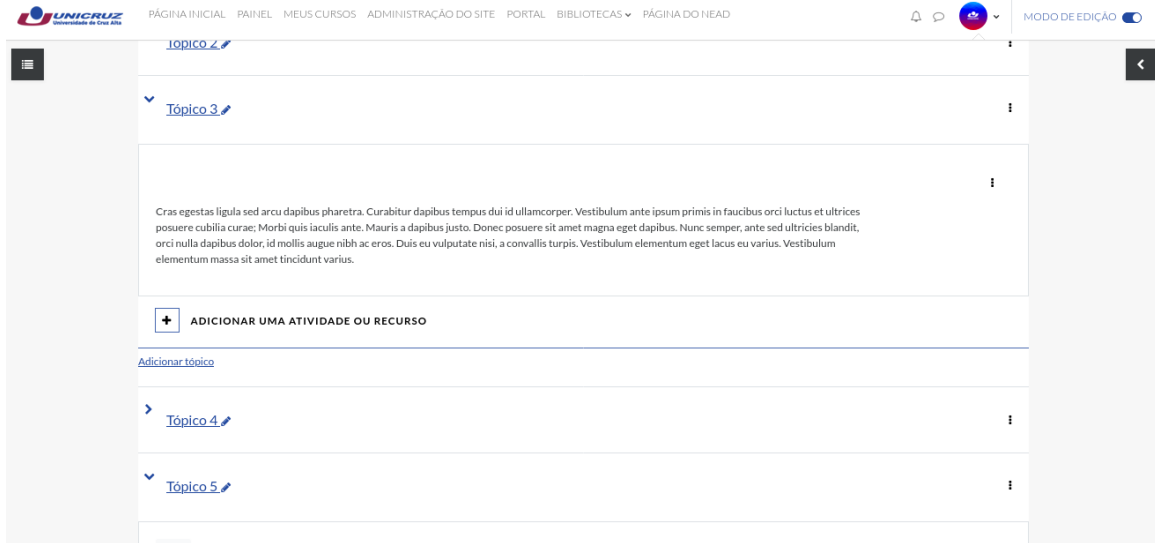 UNICRUZ
Universidade de Cruz Alta
PÁGINA INICIAL PAINEL MEUS CURSOS ADMINISTRAÇÃO DO SITE PORTAL BIBLIOTECAS PÁGINA DO NEAD
MODO DE EDIÇÃO
Tópico 2
Tópico 3
Cras egestas ligula sed arcu dapibus pharetra. Curabitur dapibus tempus dui id ullamcorper. Vestibulum ante ipsum primis in faucibus orci luctus et ultrices
posuere cubilia curae; Morbi quis iaculis ante. Mauris a dapibus justo. Donec posuere sit amet magna eget dapibus. Nunc semper, ante sed ultricies blandit,
orci nulla dapibus dolor, id mollis augue nibh ac eros. Duis eu vulputate nisi, a convallis turpis. Vestibulum elementum eget lacus eu varius. Vestibulum
elementum massa sit amet tincidunt varius.
ADICIONAR UMA ATIVIDADE OU RECURSO
Adicionar tópico
Tópico 4
Tópico 5